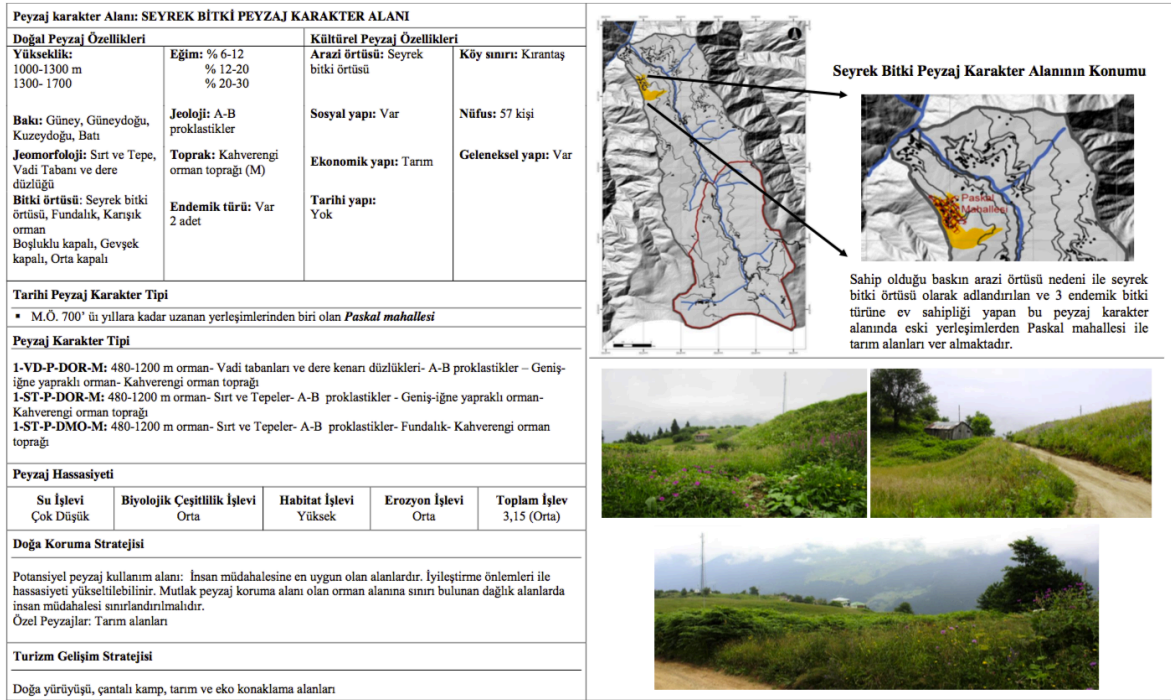 Peyzaj karakter Alanı: SEYREK BİTKİ PEYZAJ KARAKTER ALANI
Doğal Peyzaj Özellikleri
Kültürel Peyzaj Özellikleri
Yükseklik:
1000-1300 m
1300- 1700
Eğim: % 6-12
% 12-20
% 20-30
Arazi örtüsü: Seyrek
bitki örtüsü
Köy sınırı: Kırantaş
Bakı: Güney, Güneydoğu,
Kuzeydoğu, Batı
Jeoloji: A-B
proklastikler
Sosyal yapı: Var
Nüfus: 57 kişi
Jeomorfoloji: Sırt ve Tepe,
Vadi Tabanı ve dere
düzlüğü
Toprak: Kahverengi
orman toprağı (M)
Ekonomik yapı: Tarım
Geleneksel yapı: Var
Bitki örtüsü: Seyrek bitki
örtüsü, Fundalık, Karışık
orman
Boşluklu kapalı, Gevşek
kapalı, Orta kapalı
Endemik türü: Var
2 adet
Tarihi yapı:
Yok
Tarihi Peyzaj Karakter Tipi
▪ M.Ö. 700' üı yıllara kadar uzanan yerleşimlerinden biri olan Paskal mahallesi
Peyzaj Karakter Tipi
1-VD-P-DOR-M: 480-1200 m orman- Vadi tabanları ve dere kenarı düzlükleri- A-B proklastikler – Geniş-
iğne yapraklı orman- Kahverengi orman toprağı
1-ST-P-DOR-M: 480-1200 m orman- Sırt ve Tepeler- A-B proklastikler - Geniş-iğne yapraklı orman-
Kahverengi orman toprağı
1-ST-P-DMO-M: 480-1200 m orman- Sırt ve Tepeler- A-B proklastikler- Fundalık- Kahverengi orman
toprağı
Peyzaj Hassasiyeti
Su İşlevi
Çok Düşük
Biyolojik Çeşitlilik İşlevi
Orta
Habitat İşlevi
Yüksek
Erozyon İşlevi
Orta
Toplam İşlev
3,15 (Orta)
Doğa Koruma Stratejisi
Potansiyel peyzaj kullanım alanı: İnsan müdahalesine en uygun olan alanlardır. İyileştirme önlemleri ile
hassasiyeti yükseltilebilinir. Mutlak peyzaj koruma alanı olan orman alanına sınırı bulunan dağlık alanlarda
insan müdahalesi sınırlandırılmalıdır.
Özel Peyzajlar: Tarım alanları
Turizm Gelişim Stratejisi
Doğa yürüyüşü, çantalı kamp, tarım ve eko konaklama alanları
Seyrek Bitki Peyzaj Karakter Alanının Konumu
Paskal
Mahallesi
Sahip olduğu baskın arazi örtüsü nedeni ile seyrek
bitki örtüsü olarak adlandırılan ve 3 endemik bitki
türüne ev sahipliği yapan bu peyzaj karakter
alanında eski yerleşimlerden Paskal mahallesi ile
tarım alanları ver almaktadır.